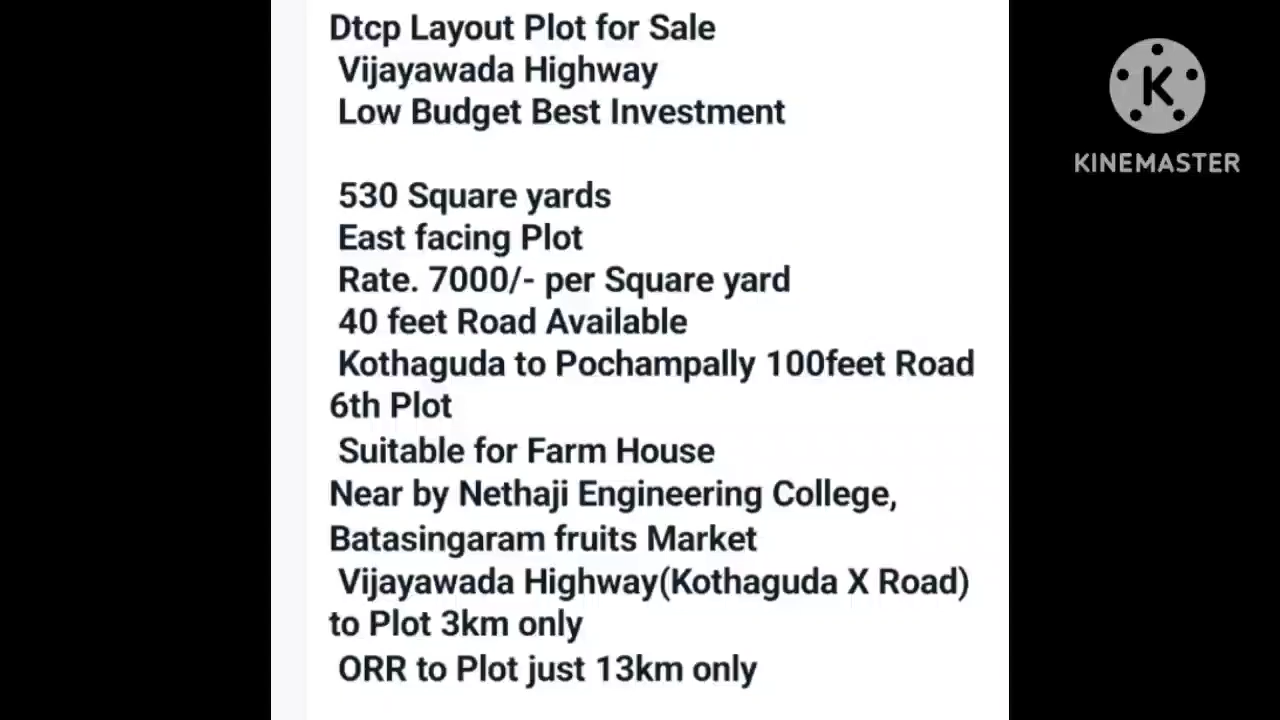 Dtcp Layout Plot for Sale
Vijayawada Highway
Low Budget Best Investment
530 Square yards
East facing Plot
Rate. 7000/- per Square yard
40 feet Road Available
Kothaguda to Pochampally 100feet Road
6th Plot
Suitable for Farm House
Near by Nethaji Engineering College,
Batasingaram fruits Market
Vijayawada Highway(Kothaguda X Road)
to Plot 3km only
ORR to Plot just 13km only
K
KINEMASTER